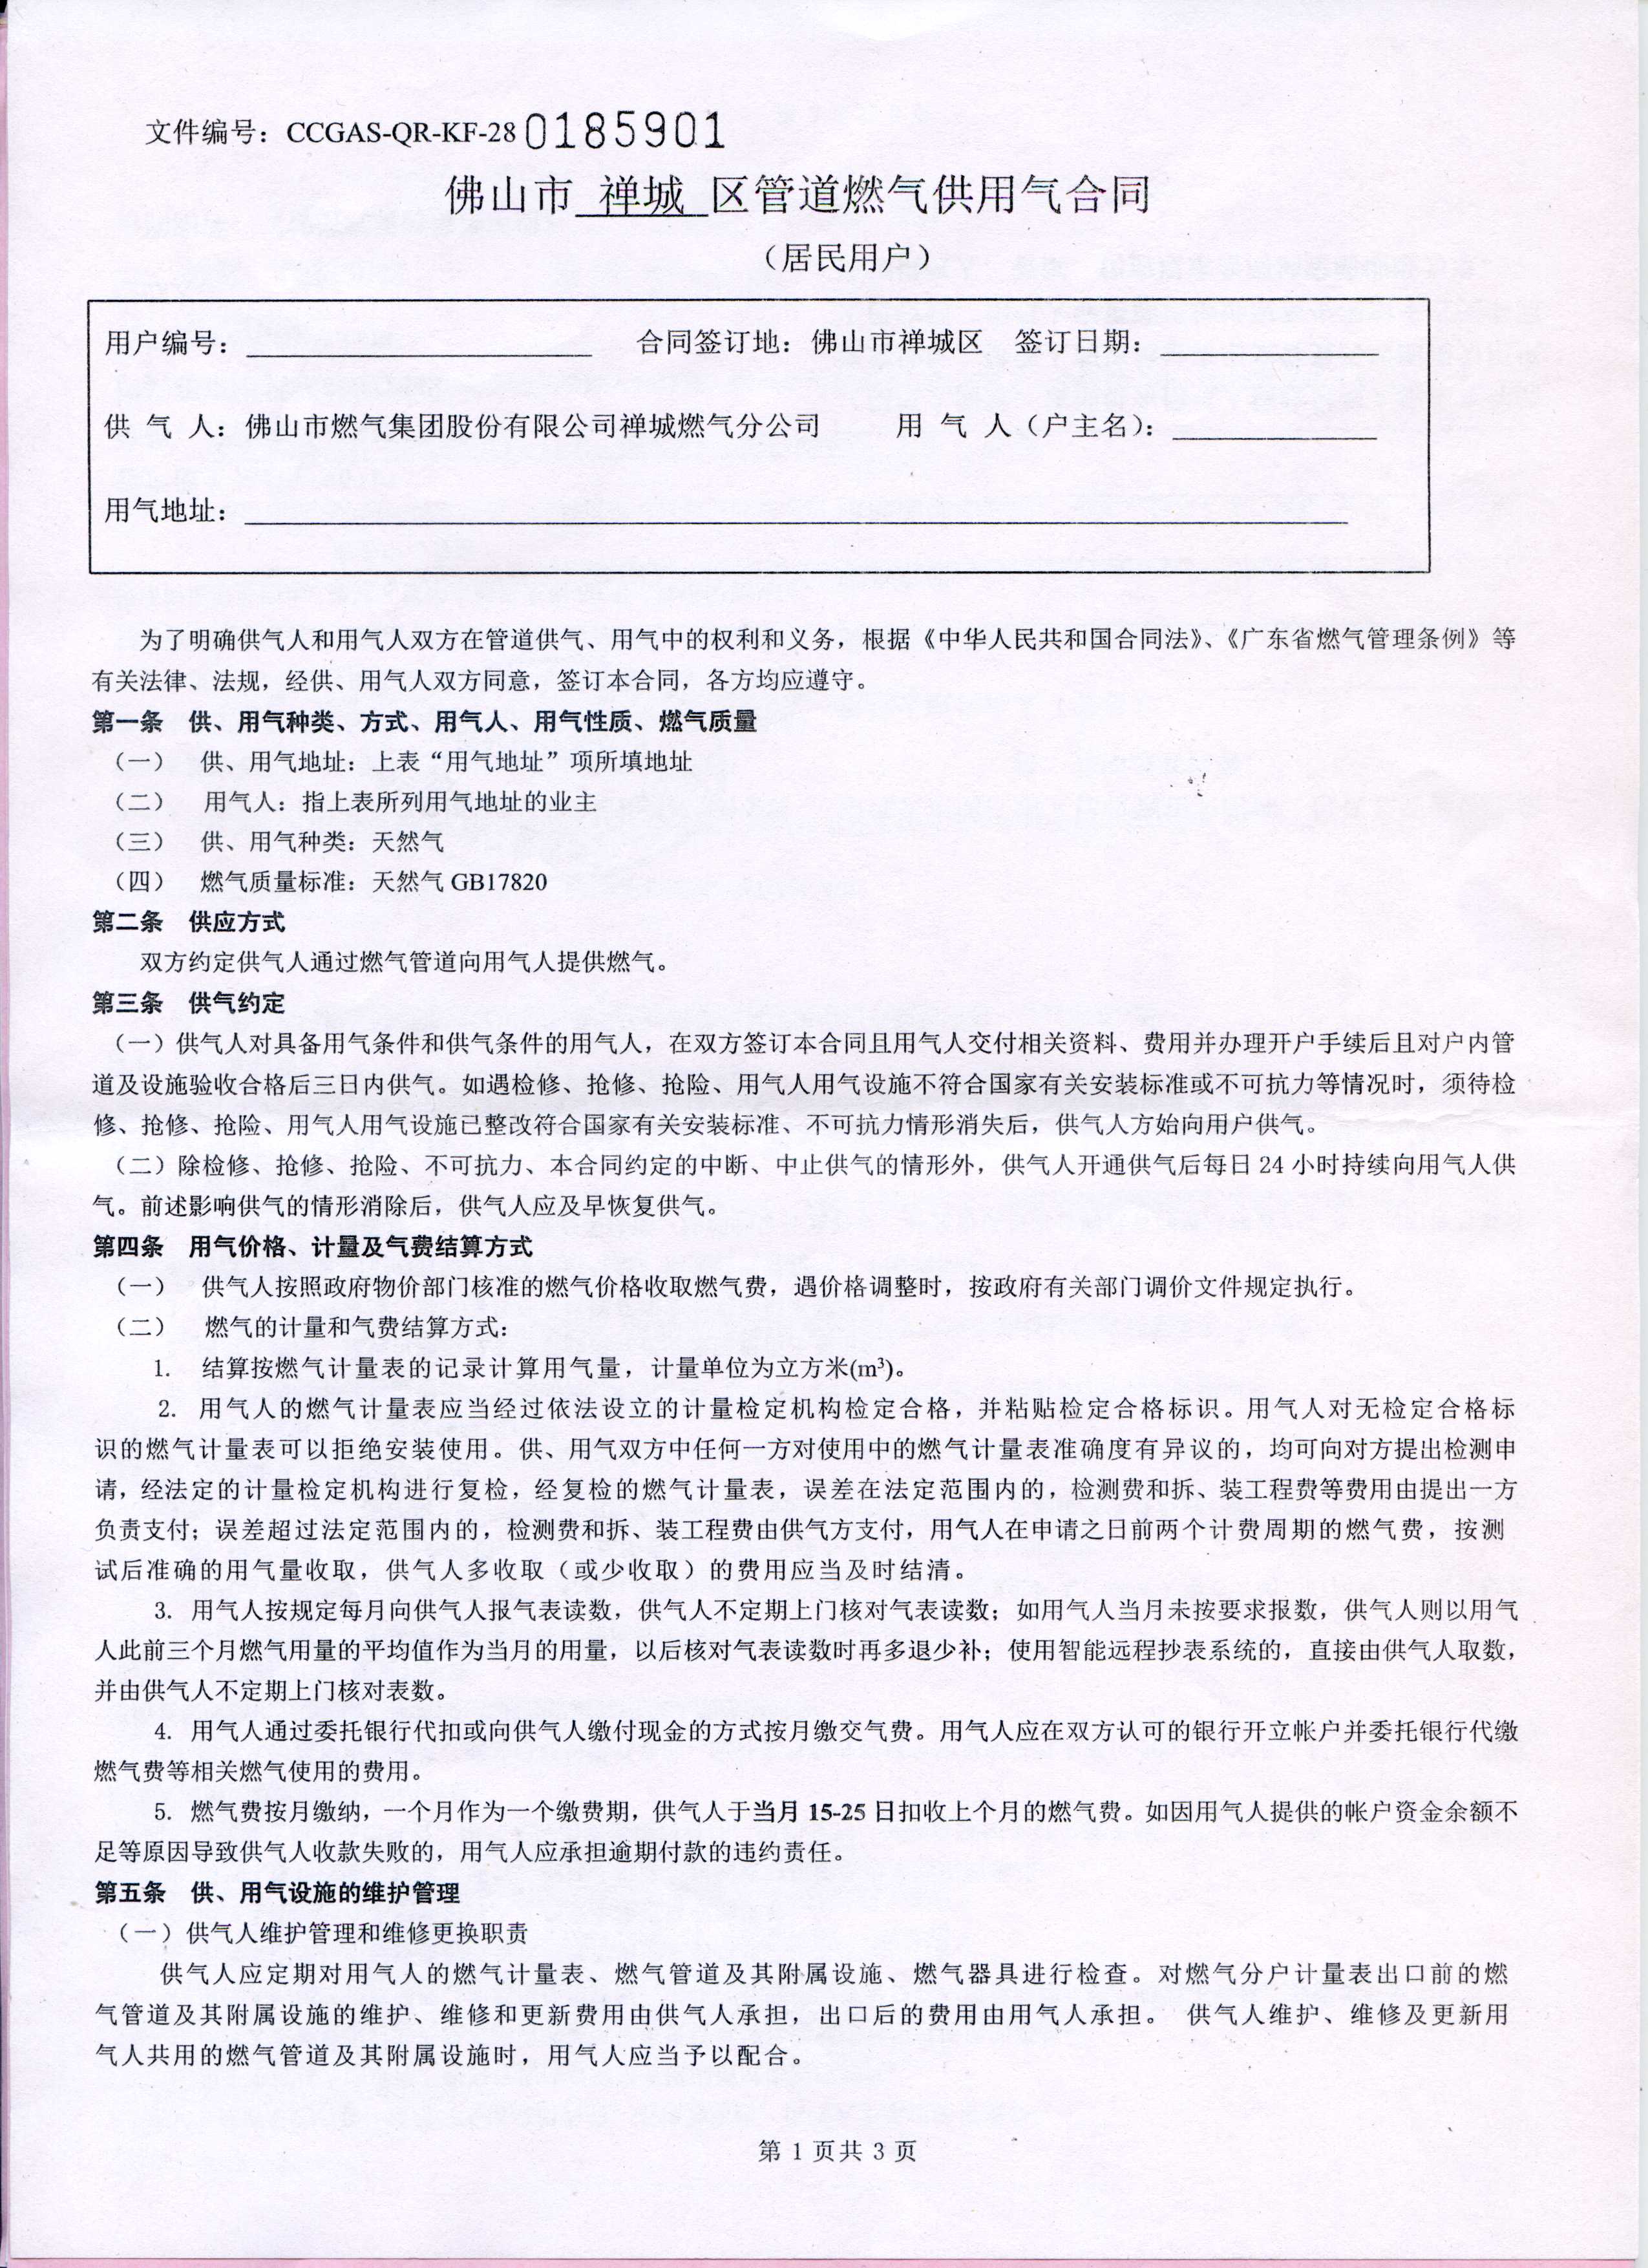 文件编号：CCGAS-QR-KF-28 0185901
佛山市 禅城 区管道燃气供用气合同
（居民用户）
用户编号： 合同签订地：佛山市禅城区 签订日期：
供 气 人：佛山市燃气集团股份有限公司禅城燃气分公司 用 气 人（户主名）：
用气地址：
为了明确供气人和用气人双方在管道供气、用气中的权利和义务，根据《中华人民共和国合同法》、《广东省燃气管理条例》等
有关法律、法规，经供、用气人双方同意，签订本合同，各方均应遵守。
第一条 供、用气种类、方式、用气人、用气性质、燃气质量
（一） 供、用气地址：上表“用气地址”项所填地址
（二） 用气人：指上表所列用气地址的业主
（三） 供、用气种类：天然气
（四） 燃气质量标准：天然气 GB17820
第二条 供应方式
双方约定供气人通过燃气管道向用气人提供燃气。
第三条 供气约定
（一）供气人对具备用气条件和供气条件的用气人，在双方签订本合同且用气人交付相关资料、费用并办理开户手续后且对户内管
道及设施验收合格后三日内供气。如遇检修、抢修、抢险、用气人用气设施不符合国家有关安装标准或不可抗力等情况时，须待检
修、抢修、抢险、用气人用气设施已整改符合国家有关安装标准、不可抗力情形消失后，供气人方始向用户供气。
（二）除检修、抢修、抢险、不可抗力、本合同约定的中断、中止供气的情形外，供气人开通供气后每日 24 小时持续向用气人供
气。前述影响供气的情形消除后，供气人应及早恢复供气。
第四条 用气价格、计量及气费结算方式
（一） 供气人按照政府物价部门核准的燃气价格收取燃气费，遇价格调整时，按政府有关部门调价文件规定执行。
（二） 燃气的计量和气费结算方式：
1. 结算按燃气计量表的记录计算用气量，计量单位为立方米(m³)。
2. 用气人的燃气计量表应当经过依法设立的计量检定机构检定合格，并粘贴检定合格标识。用气人对无检定合格标
识的燃气计量表可以拒绝安装使用。供、用气双方中任何一方对使用中的燃气计量表准确度有异议的，均可向对方提出检测申
请，经法定的计量检定机构进行复检，经复检的燃气计量表，误差在法定范围内的，检测费和拆、装工程费等费用由提出一方
负责支付；误差超过法定范围内的，检测费和拆、装工程费由供气方支付，用气人在申请之日前两个计费周期的燃气费，按测
试后准确的用气量收取，供气人多收取（或少收取）的费用应当及时结清。
3. 用气人按规定每月向供气人报气表读数，供气人不定期上门核对气表读数；如用气人当月未按要求报数，供气人则以用气
人此前三个月燃气用量的平均值作为当月的用量，以后核对气表读数时再多退少补；使用智能远程抄表系统的，直接由供气人取数，
并由供气人不定期上门核对表数。
4. 用气人通过委托银行代扣或向供气人缴付现金的方式按月缴交气费。用气人应在双方认可的银行开立帐户并委托银行代缴
燃气费等相关燃气使用的费用。
5. 燃气费按月缴纳，一个月作为一个缴费期，供气人于当月 15-25 日扣收上个月的燃气费。如因用气人提供的帐户资金余额不
足等原因导致供气人收款失败的，用气人应承担逾期付款的违约责任。
第五条 供、用气设施的维护管理
（一）供气人维护管理和维修更换职责
供气人应定期对用气人的燃气计量表、燃气管道及其附属设施、燃气器具进行检查。对燃气分户计量表出口前的燃
气管道及其附属设施的维护、维修和更新费用由供气人承担，出口后的费用由用气人承担。 供气人维护、维修及更新用
气人共用的燃气管道及其附属设施时，用气人应当予以配合。
第 1 页共 3 页